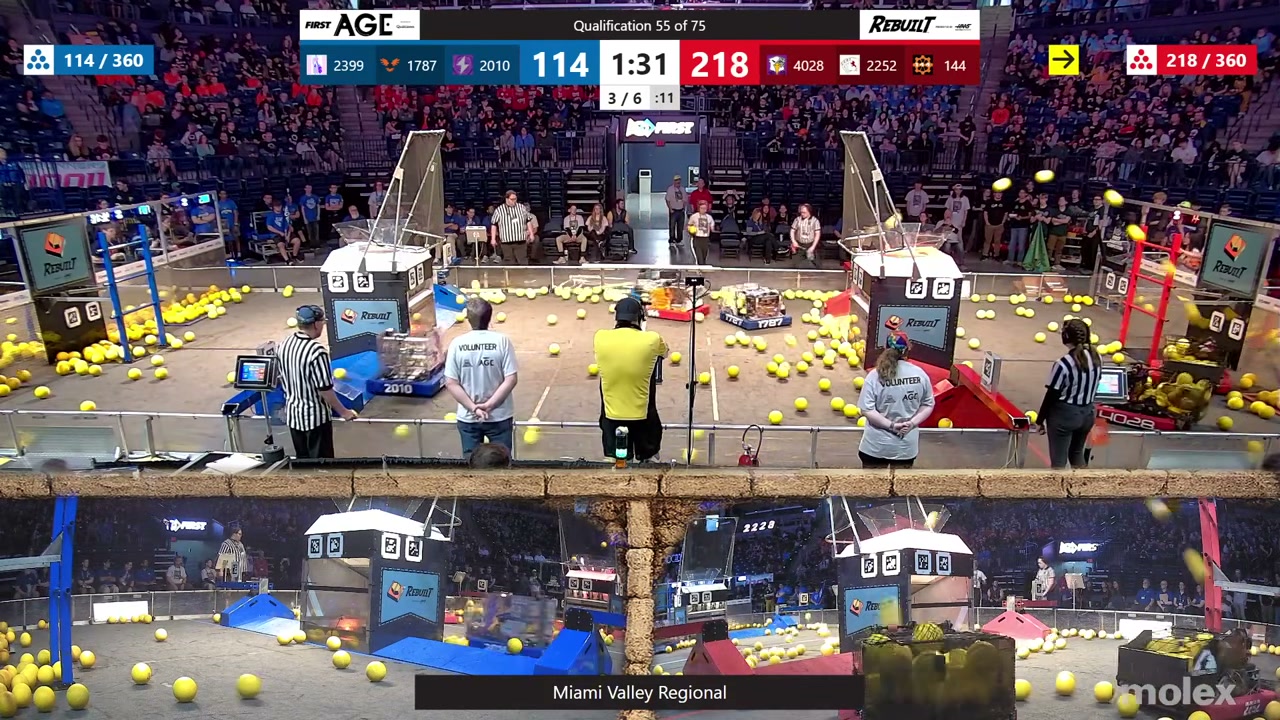 FIRST AGE
Qualification 55 of 75
REBUILT
114 / 360
2399
1787
2010
114
1:31
218
4028
2252
144
218 / 360
3 / 6
:11
FIRST
REBUILT
REBUILT
REBUILT
REBUILT
VOLUNTEER
AGE
VOLUNTEER
AGE
2010
1787
4028
FIRST
2228
REBUILT
Miami Valley Regional
molex